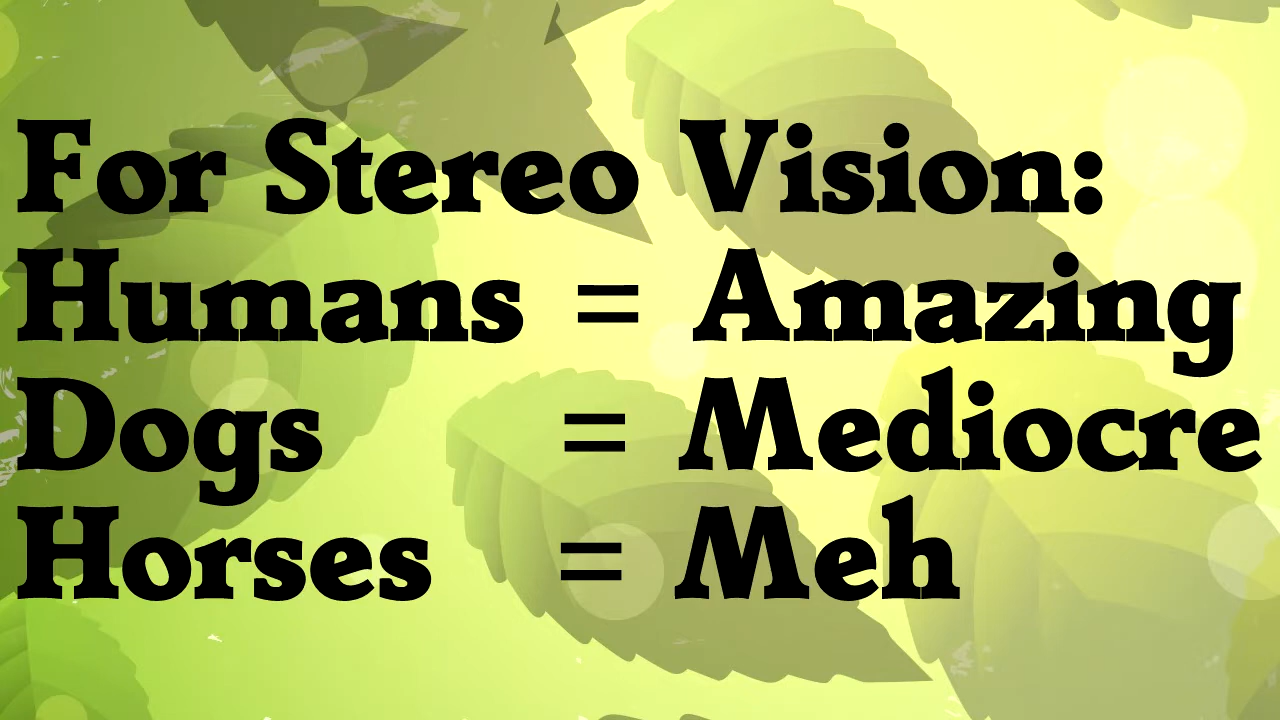 For Stereo Vision:
Humans = Amazing
Dogs = Mediocre
Horses = Meh